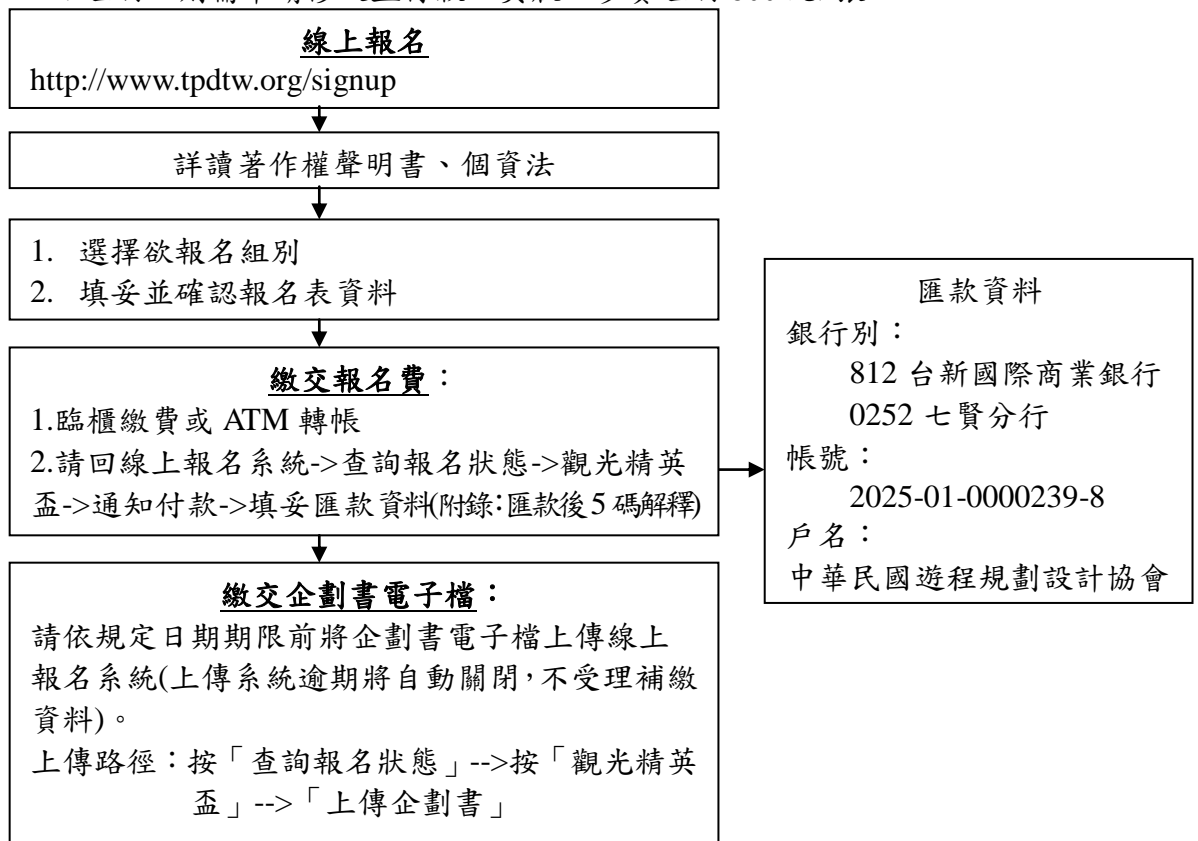 線上報名
http://www.tpdtw.org/signup
詳讀著作權聲明書、個資法
1. 選擇欲報名組別
2. 填妥並確認報名表資料
繳交報名費：
1.臨櫃繳費或 ATM 轉帳
2.請回線上報名系統->查詢報名狀態->觀光精英
盃->通知付款->填妥匯款資料(附錄:匯款後 5 碼解釋)
匯款資料
銀行別：
812 台新國際商業銀行
0252 七賢分行
帳號：
2025-01-0000239-8
戶名：
中華民國遊程規劃設計協會
繳交企劃書電子檔：
請依規定日期期限前將企劃書電子檔上傳線上
報名系統(上傳系統逾期將自動關閉，不受理補繳
資料)。
上傳路徑：按「查詢報名狀態」-->按「觀光精英
盃」-->「上傳企劃書」